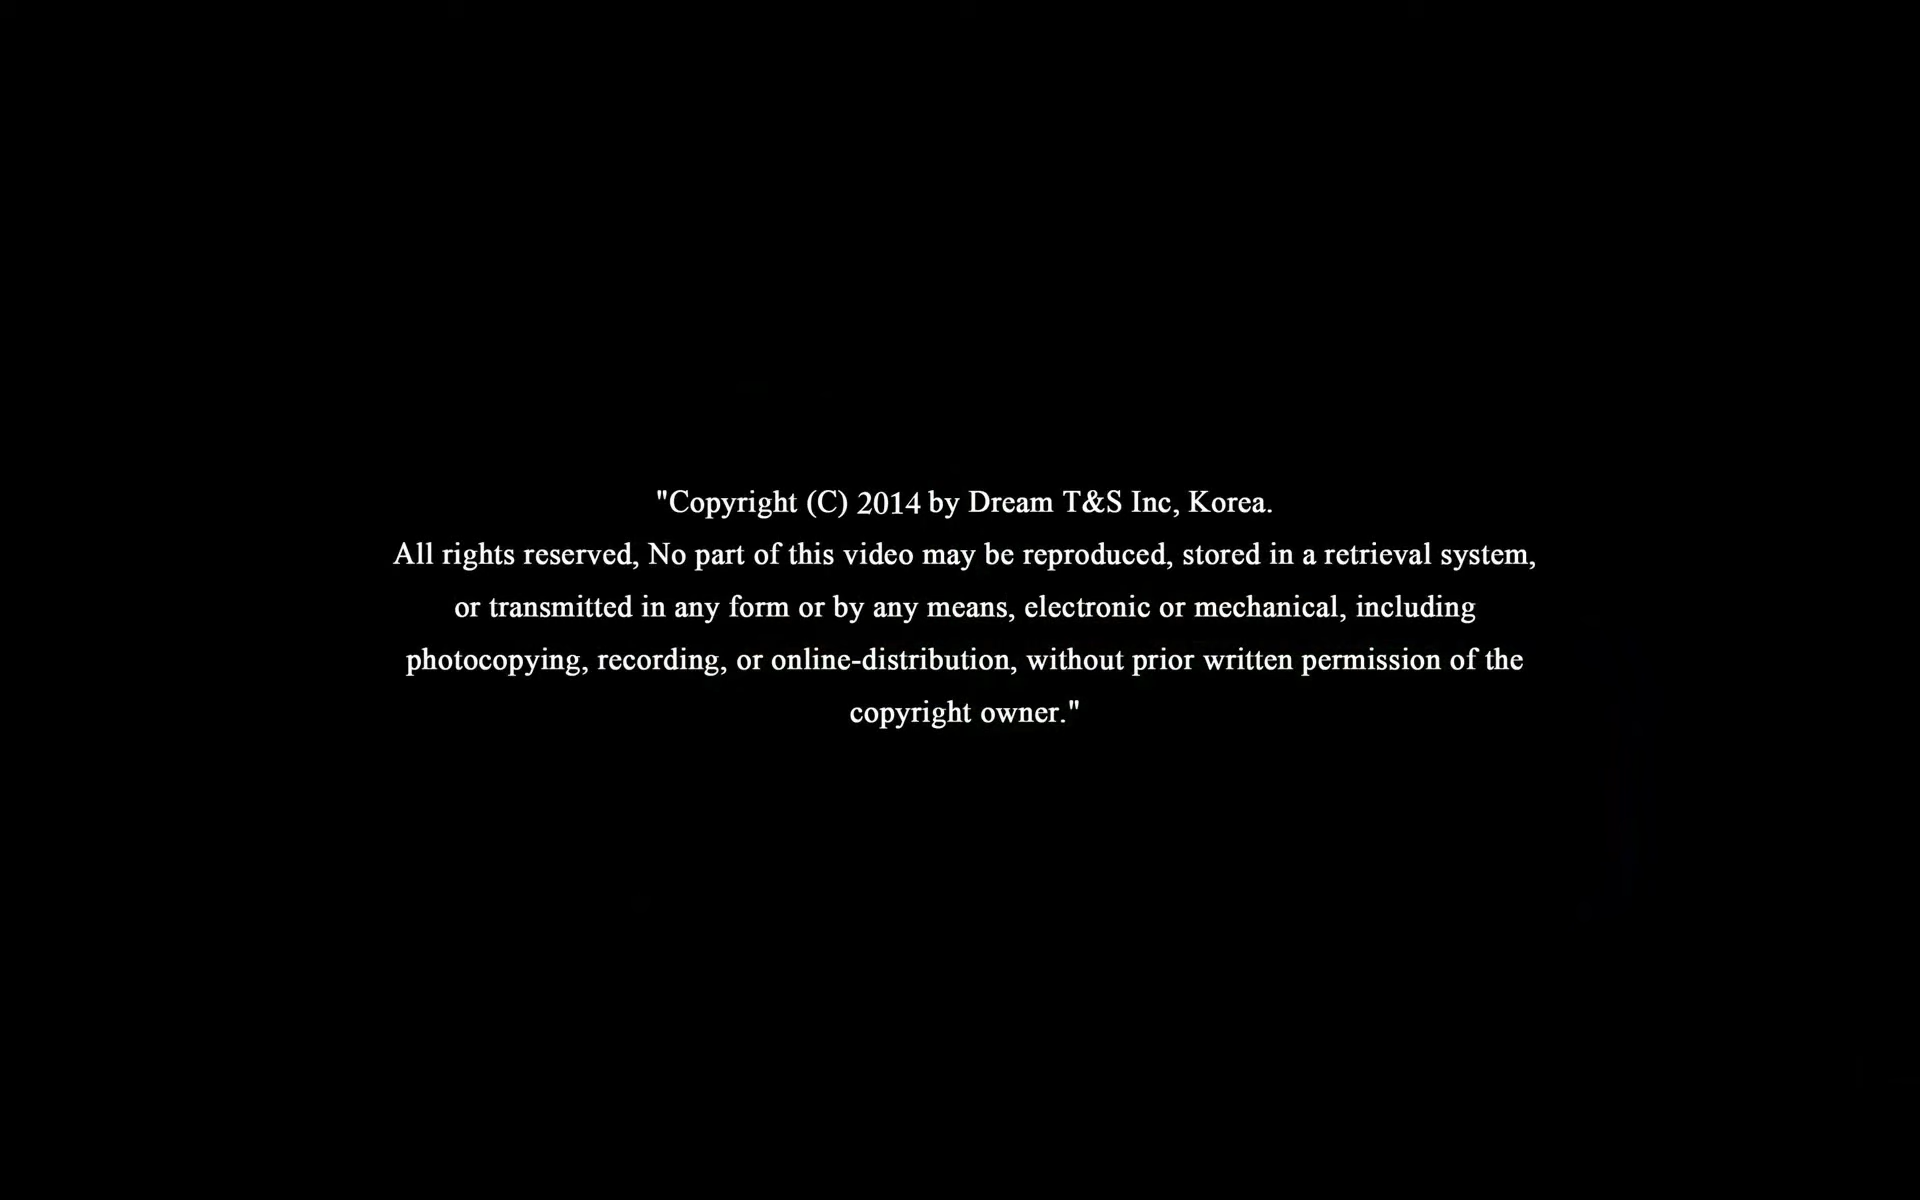 "Copyright (C) 2014 by Dream T&S Inc, Korea.
All rights reserved, No part of this video may be reproduced, stored in a retrieval system,
or transmitted in any form or by any means, electronic or mechanical, including
photocopying, recording, or online-distribution, without prior written permission of the
copyright owner."